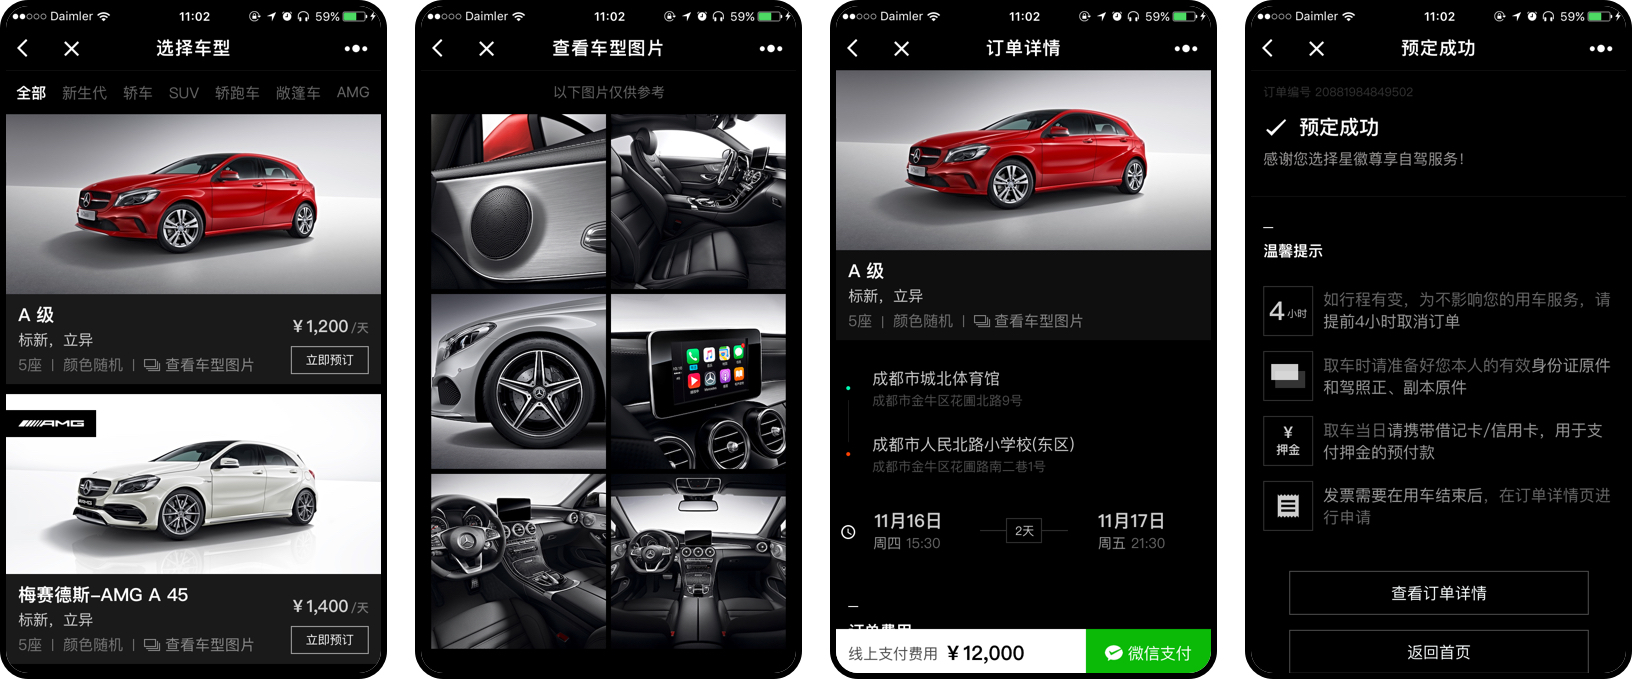 Daimler 11:02 59%
选择车型
全部 新生代 轿车 SUV 轿跑车 敞篷车 AMG
A 级
标新，立异
¥1,200/天
5座 | 颜色随机 | 查看车型图片
立即预订
AMG
梅赛德斯-AMG A 45
标新，立异
¥1,400/天
5座 | 颜色随机 | 查看车型图片
立即预订
Daimler 11:02 59%
查看车型图片
以下图片仅供参考
Daimler 11:02 59%
订单详情
A 级
标新，立异
5座 | 颜色随机 | 查看车型图片
成都市城北体育馆
成都市金牛区花圃北路9号
成都市人民北路小学校(东区)
成都市金牛区花圃路南二巷1号
11月16日 2天 11月17日
周四 15:30 周五 21:30
订单费用
线上支付费用 ¥12,000 微信支付
Daimler 11:02 59%
预定成功
订单编号 20881984849502
预定成功
感谢您选择星徽尊享自驾服务！
温馨提示
4小时
如行程有变，为不影响您的用车服务，请
提前4小时取消订单
取车时请准备好您本人的有效身份证原件
和驾照正、副本原件
¥
押金
取车当日请携带借记卡/信用卡，用于支
付押金的预付款
发票需要在用车结束后，在订单详情页进
行申请
查看订单详情
返回首页